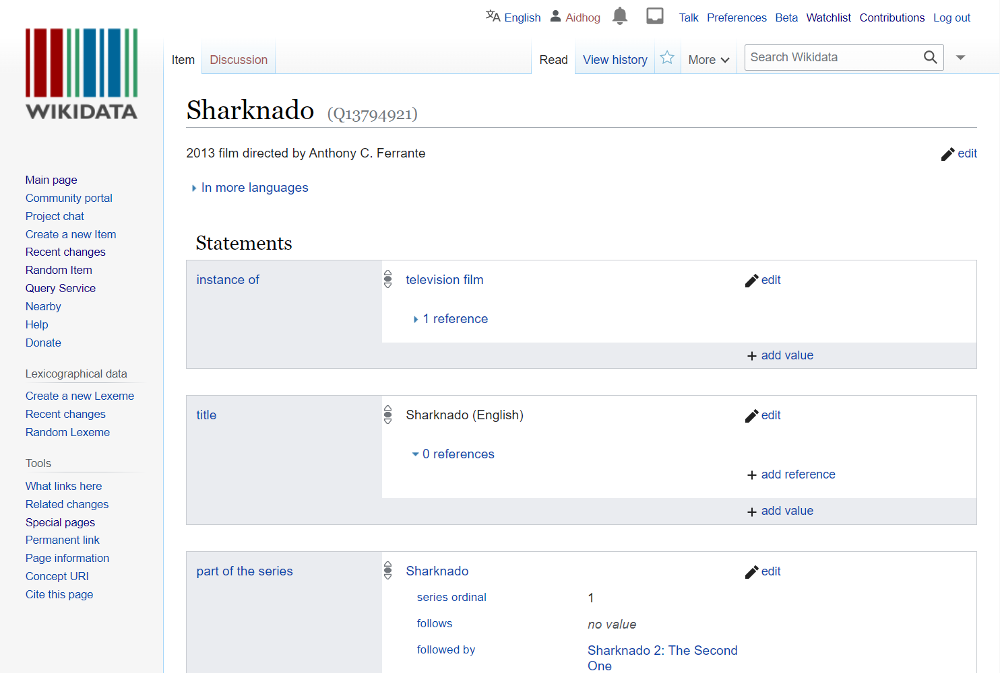 English Aidhog Talk Preferences Beta Watchlist Contributions Log out
WIKIDATA
Item Discussion Read View history More Search Wikidata
Sharknado (Q13794921)
2013 film directed by Anthony C. Ferrante edit
In more languages
Main page
Community portal
Project chat
Create a new Item
Recent changes
Random Item
Query Service
Nearby
Help
Donate
Lexicographical data
Create a new Lexeme
Recent changes
Random Lexeme
Tools
What links here
Related changes
Special pages
Permanent link
Page information
Concept URI
Cite this page
Statements
instance of television film edit
1 reference
+ add value
title Sharknado (English) edit
0 references
+ add reference
+ add value
part of the series Sharknado edit
series ordinal 1
follows no value
followed by Sharknado 2: The Second
One